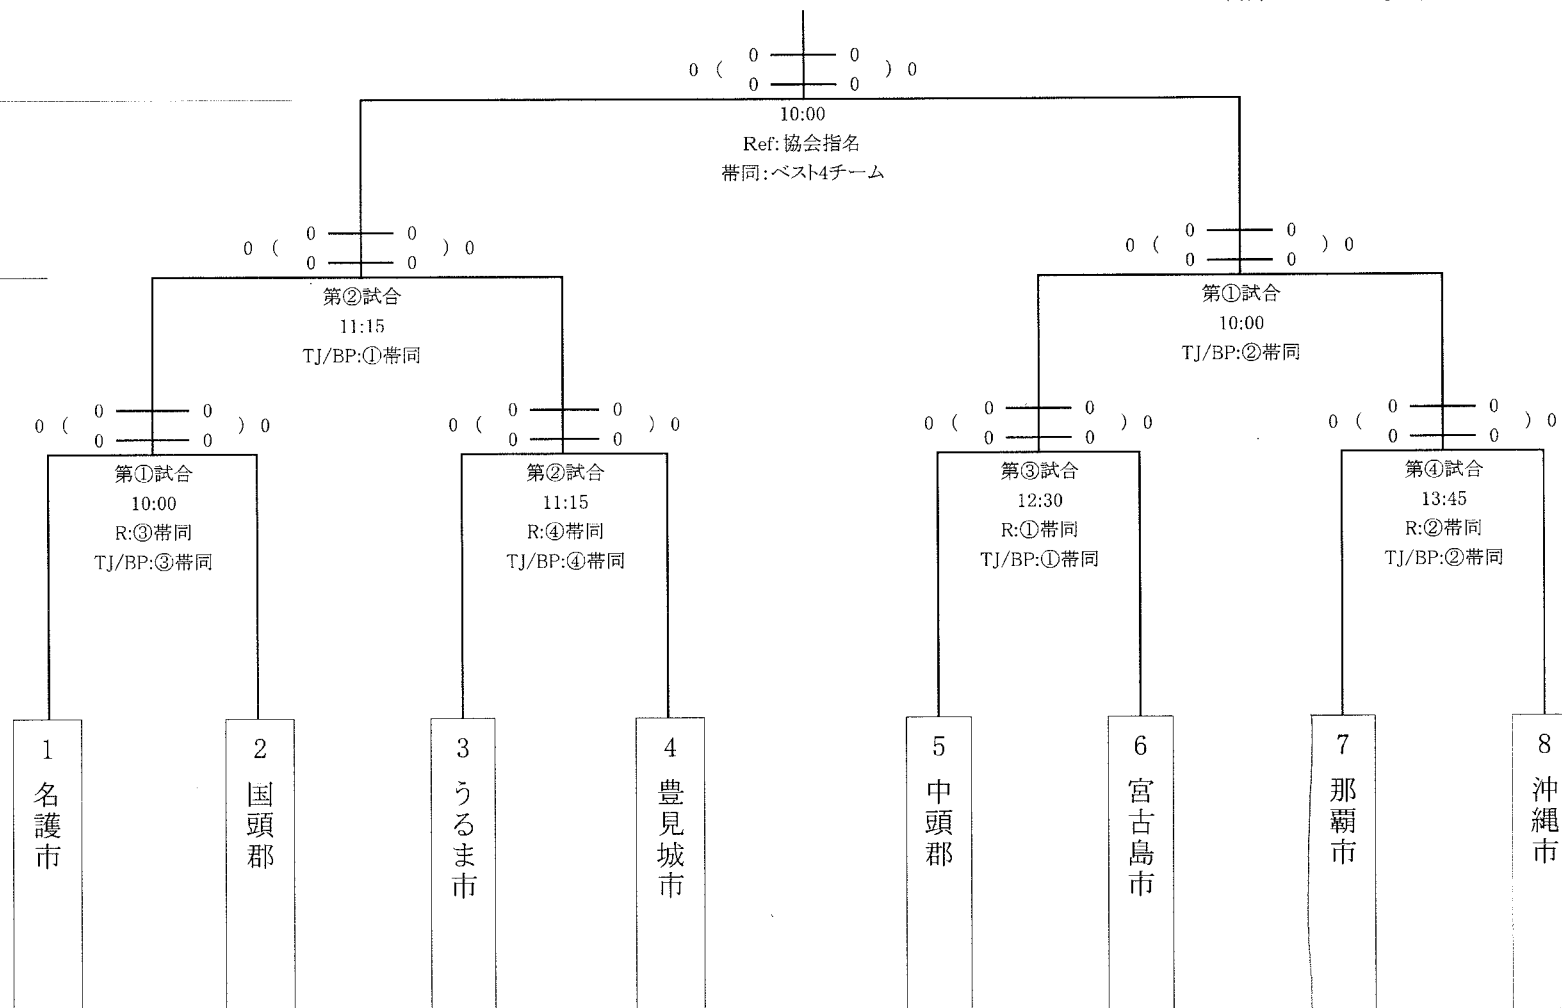 0 ( 0 0 ) 0
0 0
10:00
Ref:協会指名
帯同:ベスト4チーム
0 ( 0 0 ) 0
0 0
第②試合
11:15
TJ/BP:①帯同
0 ( 0 0 ) 0
0 0
第①試合
10:00
TJ/BP:②帯同
0 ( 0 0 ) 0
0 0
第①試合
10:00
R:③帯同
TJ/BP:③帯同
0 ( 0 0 ) 0
0 0
第②試合
11:15
R:④帯同
TJ/BP:④帯同
0 ( 0 0 ) 0
0 0
第③試合
12:30
R:①帯同
TJ/BP:①帯同
0 ( 0 0 ) 0
0 0
第④試合
13:45
R:②帯同
TJ/BP:②帯同
1
名護市
2
国頭郡
3
うるま市
4
豊見城市
5
中頭郡
6
宮古島市
7
那覇市
8
沖縄市